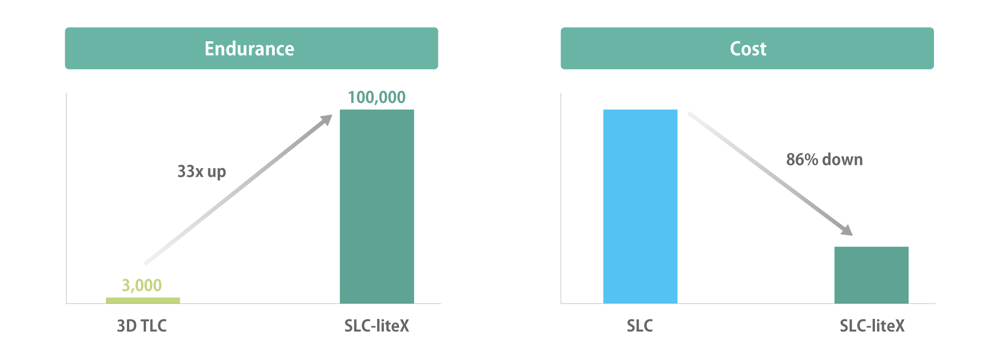 Endurance
100,000
33x up
3,000
3D TLC
SLC-liteX
Cost
86% down
SLC
SLC-liteX